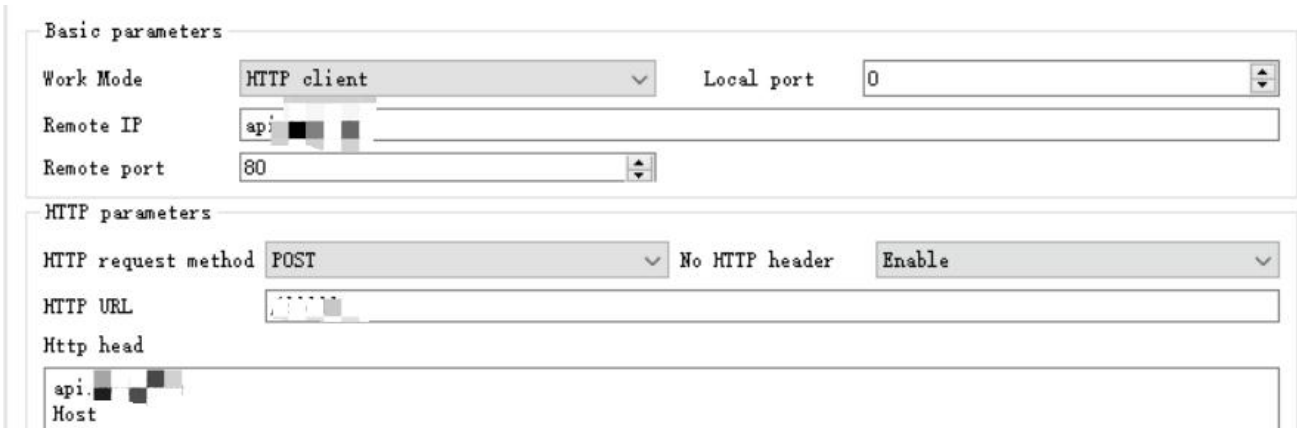 Basic parameters
Work Mode HTTP client Local port 0
Remote IP api
Remote port 80
HTTP parameters
HTTP request method POST No HTTP header Enable
HTTP URL /
Http head
api.
Host